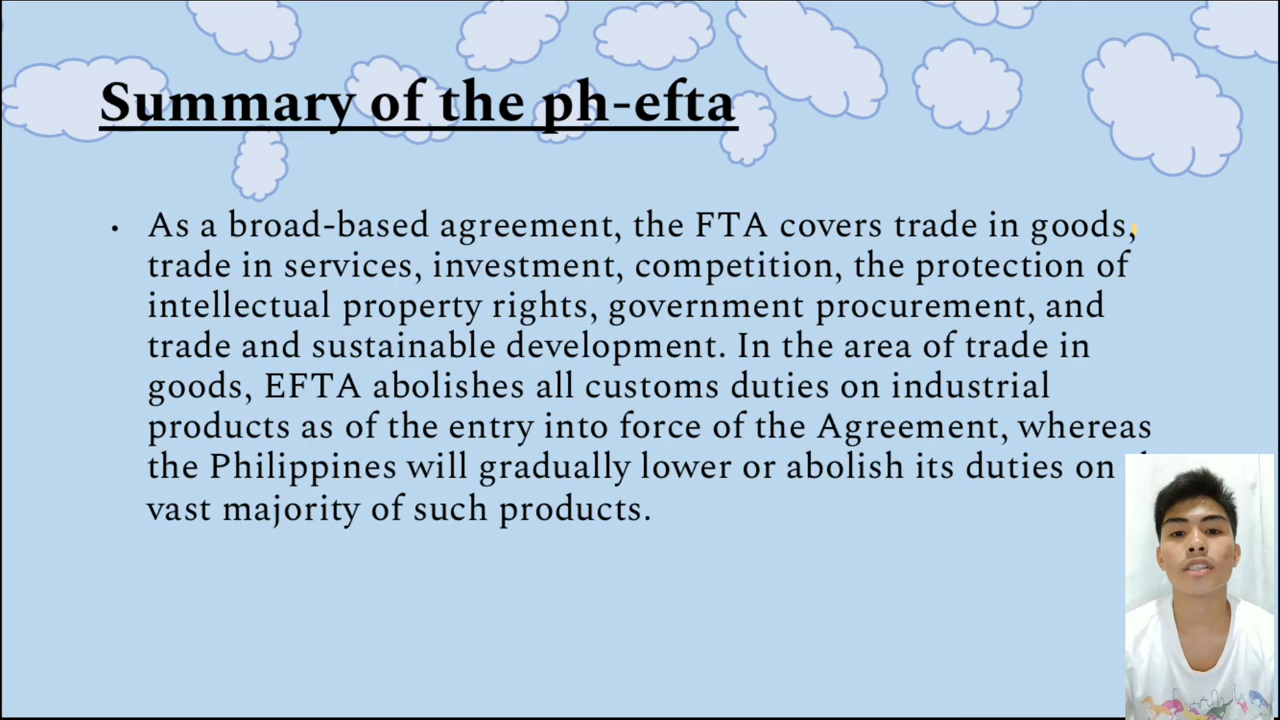 Summary of the ph-efta
• As a broad-based agreement, the FTA covers trade in goods,
trade in services, investment, competition, the protection of
intellectual property rights, government procurement, and
trade and sustainable development. In the area of trade in
goods, EFTA abolishes all customs duties on industrial
products as of the entry into force of the Agreement, whereas
the Philippines will gradually lower or abolish its duties on
vast majority of such products.